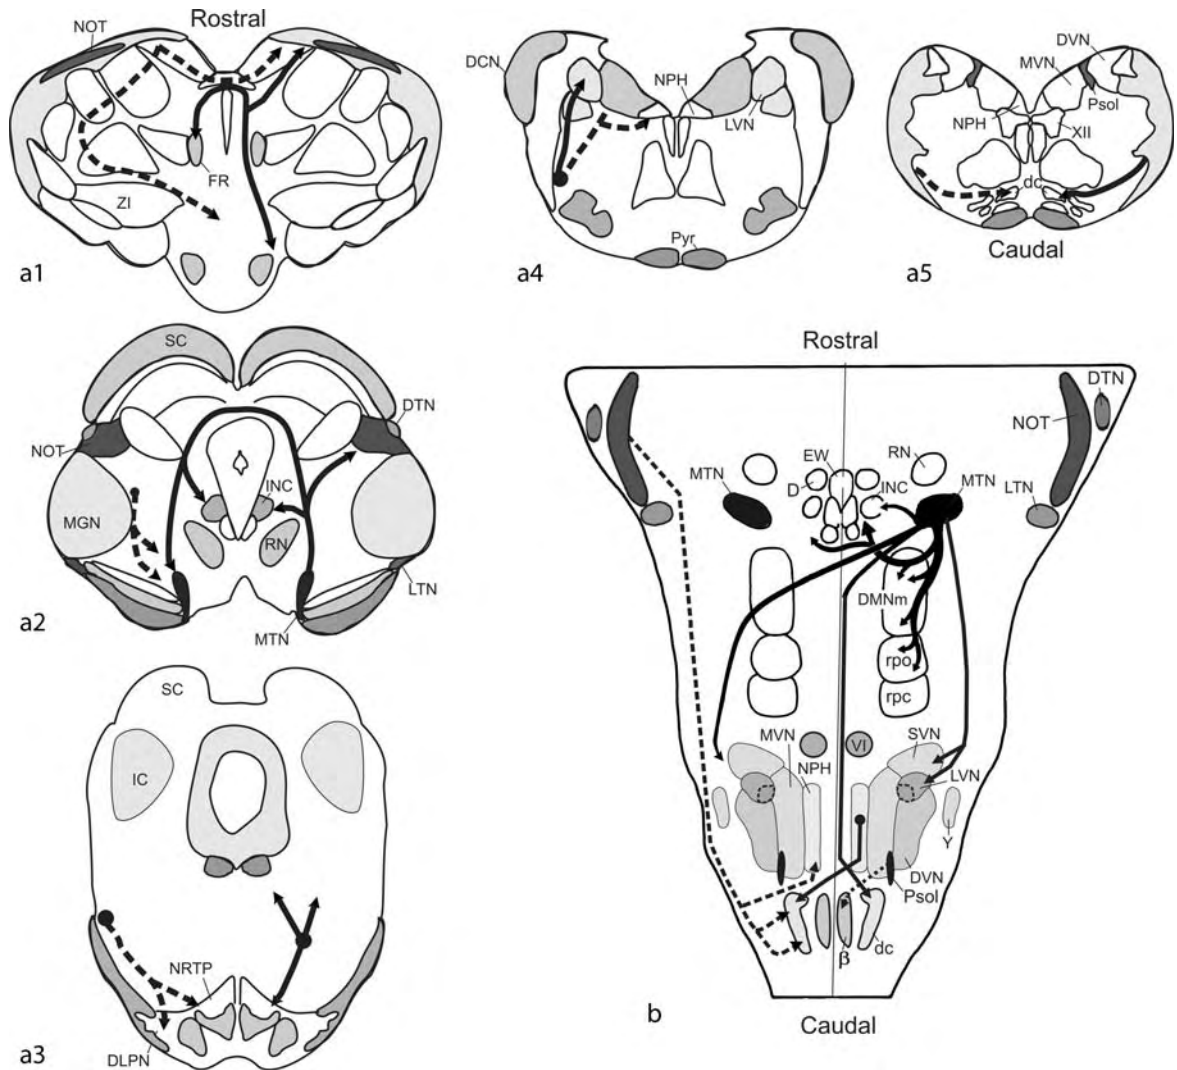 Rostral
NOT
FR
ZI
a1
DCN
NPH
LVN
Pyr
a4
DVN
MVN
Psol
NPH
XII
dc
Caudal
a5
SC
DTN
NOT
INC
MGN
RN
LTN
MTN
a2
SC
IC
NRTP
DLPN
a3
Rostral
DTN
NOT
EW
RN
MTN
D
INC
MTN
LTN
DMNm
rpo
rpc
MVN
VI
SVN
NPH
LVN
Y
DVN
Psol
dc
β
b
Caudal